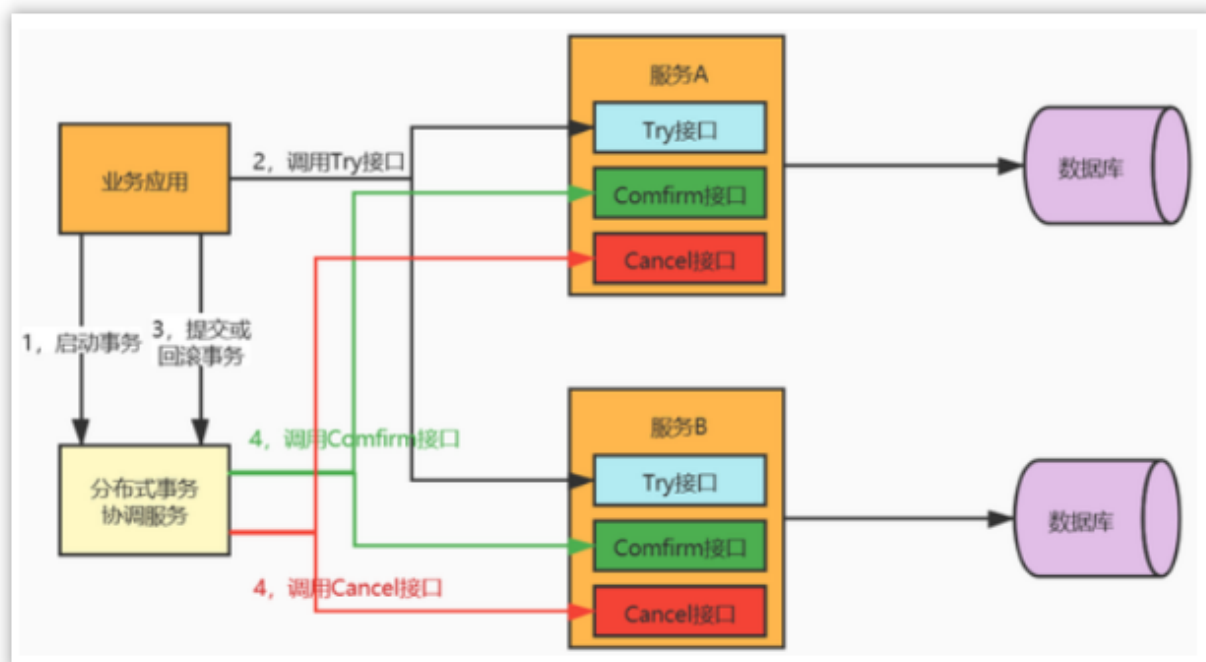 服务A
Try接口
Comfirm接口
Cancel接口
数据库
业务应用
2，调用Try接口
1，启动事务
3，提交或
回滚事务
4，调用Comfirm接口
分布式事务
协调服务
4，调用Cancel接口
服务B
Try接口
Comfirm接口
Cancel接口
数据库